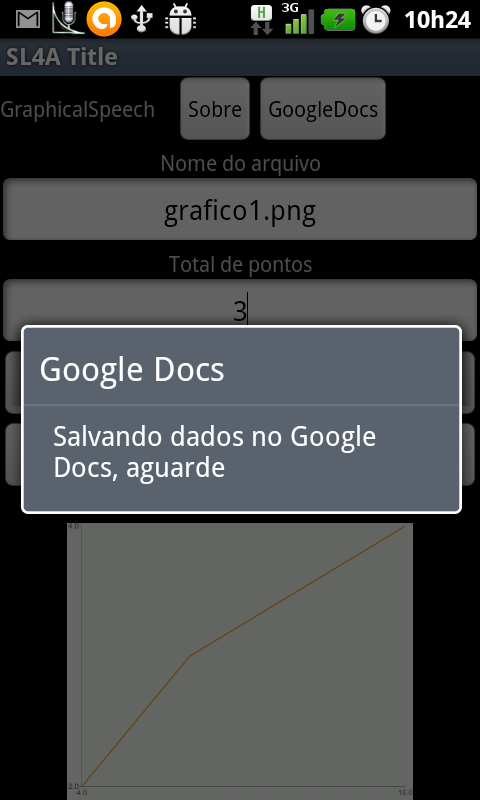 H
3G
10h24
SL4A Title
GraphicalSpeech
Sobre
GoogleDocs
Nome do arquivo
grafico1.png
Total de pontos
3
Google Docs
Salvando dados no Google
Docs, aguarde
4.0
2.0
4.0
16.0